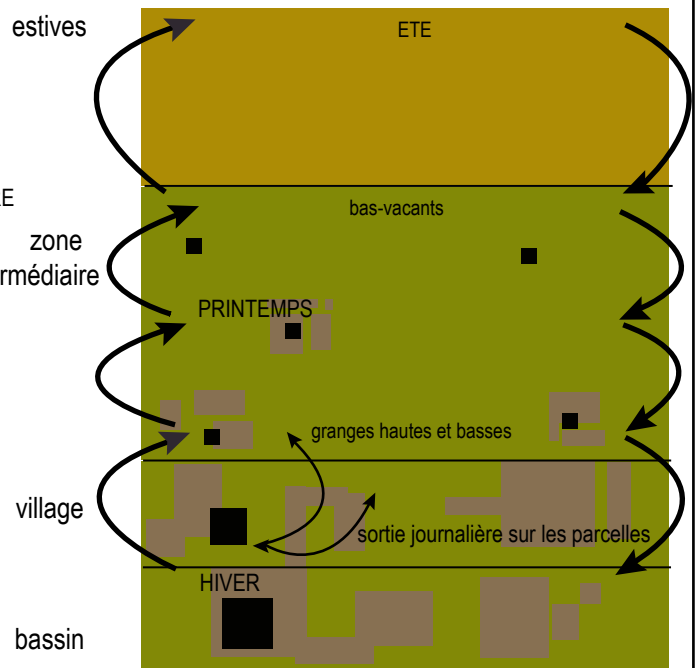 estives
ETE
LE
bas-vacants
zone
rmédiaire
PRINTEMPS
granges hautes et basses
village
sortie journalière sur les parcelles
HIVER
bassin